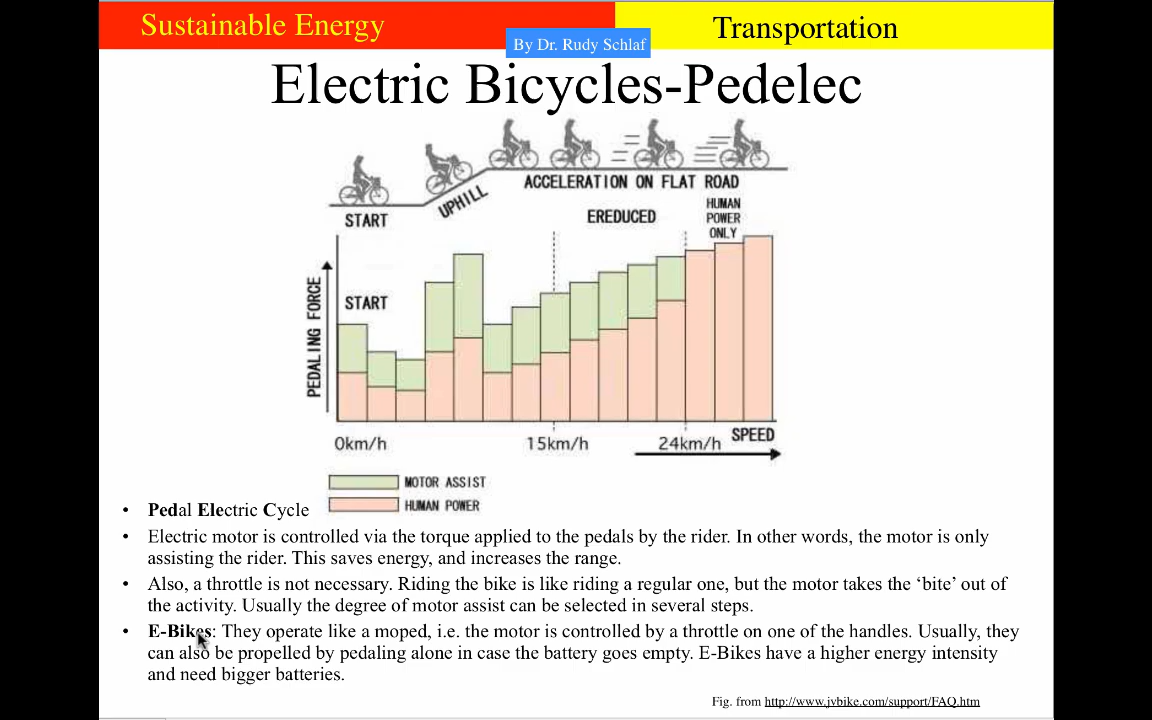 Sustainable Energy
Transportation
By Dr. Rudy Schlaf
Electric Bicycles-Pedelec
ACCELERATION ON FLAT ROAD
UPHILL
START
HUMAN
POWER
ONLY
EREDUCED
START
PEDALING FORCE
0km/h
15km/h
24km/h
SPEED
MOTOR ASSIST
HUMAN POWER
• Pedal Electric Cycle
• Electric motor is controlled via the torque applied to the pedals by the rider. In other words, the motor is only
assisting the rider. This saves energy, and increases the range.
• Also, a throttle is not necessary. Riding the bike is like riding a regular one, but the motor takes the ‘bite’ out of
the activity. Usually the degree of motor assist can be selected in several steps.
• E-Bikes: They operate like a moped, i.e. the motor is controlled by a throttle on one of the handles. Usually, they
can also be propelled by pedaling alone in case the battery goes empty. E-Bikes have a higher energy intensity
and need bigger batteries.
Fig. from http://www.jvbike.com/support/FAQ.htm